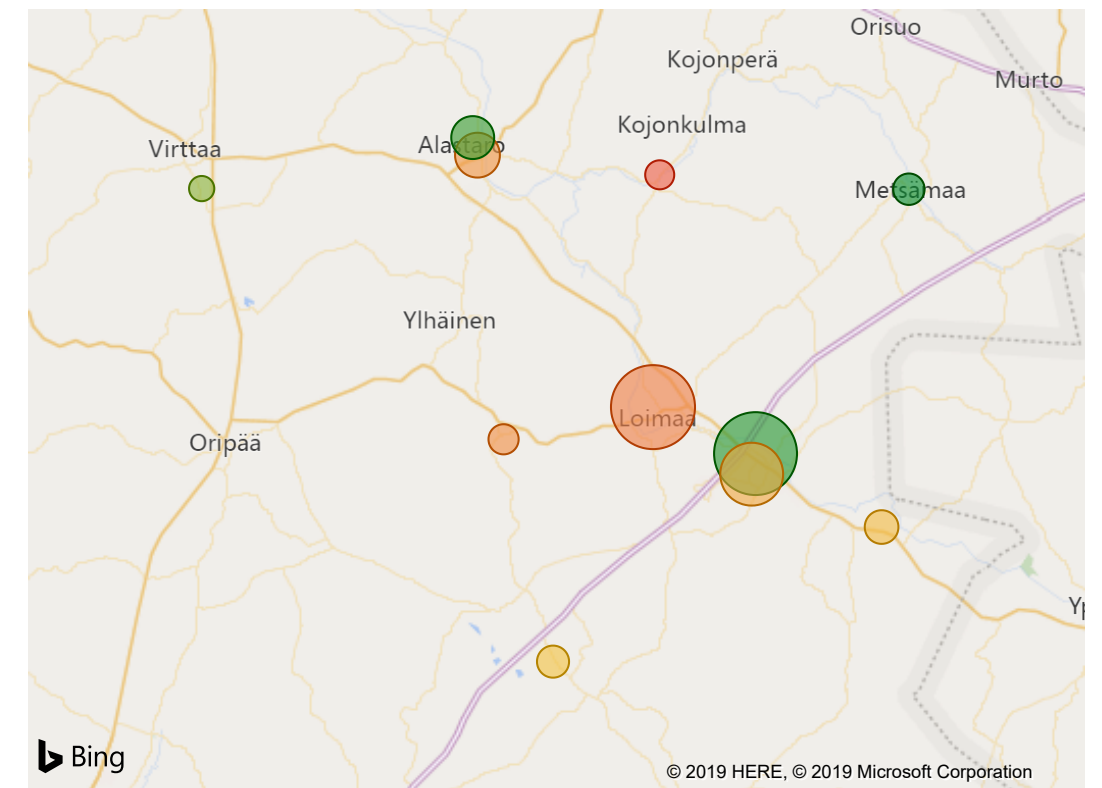 Orisuo
Kojonperä
Murto
Kojonkulma
Alastaro
Virttaa
Metsämaa
Ylhäinen
Loimaa
Oripää
Bing
© 2019 HERE, © 2019 Microsoft Corporation